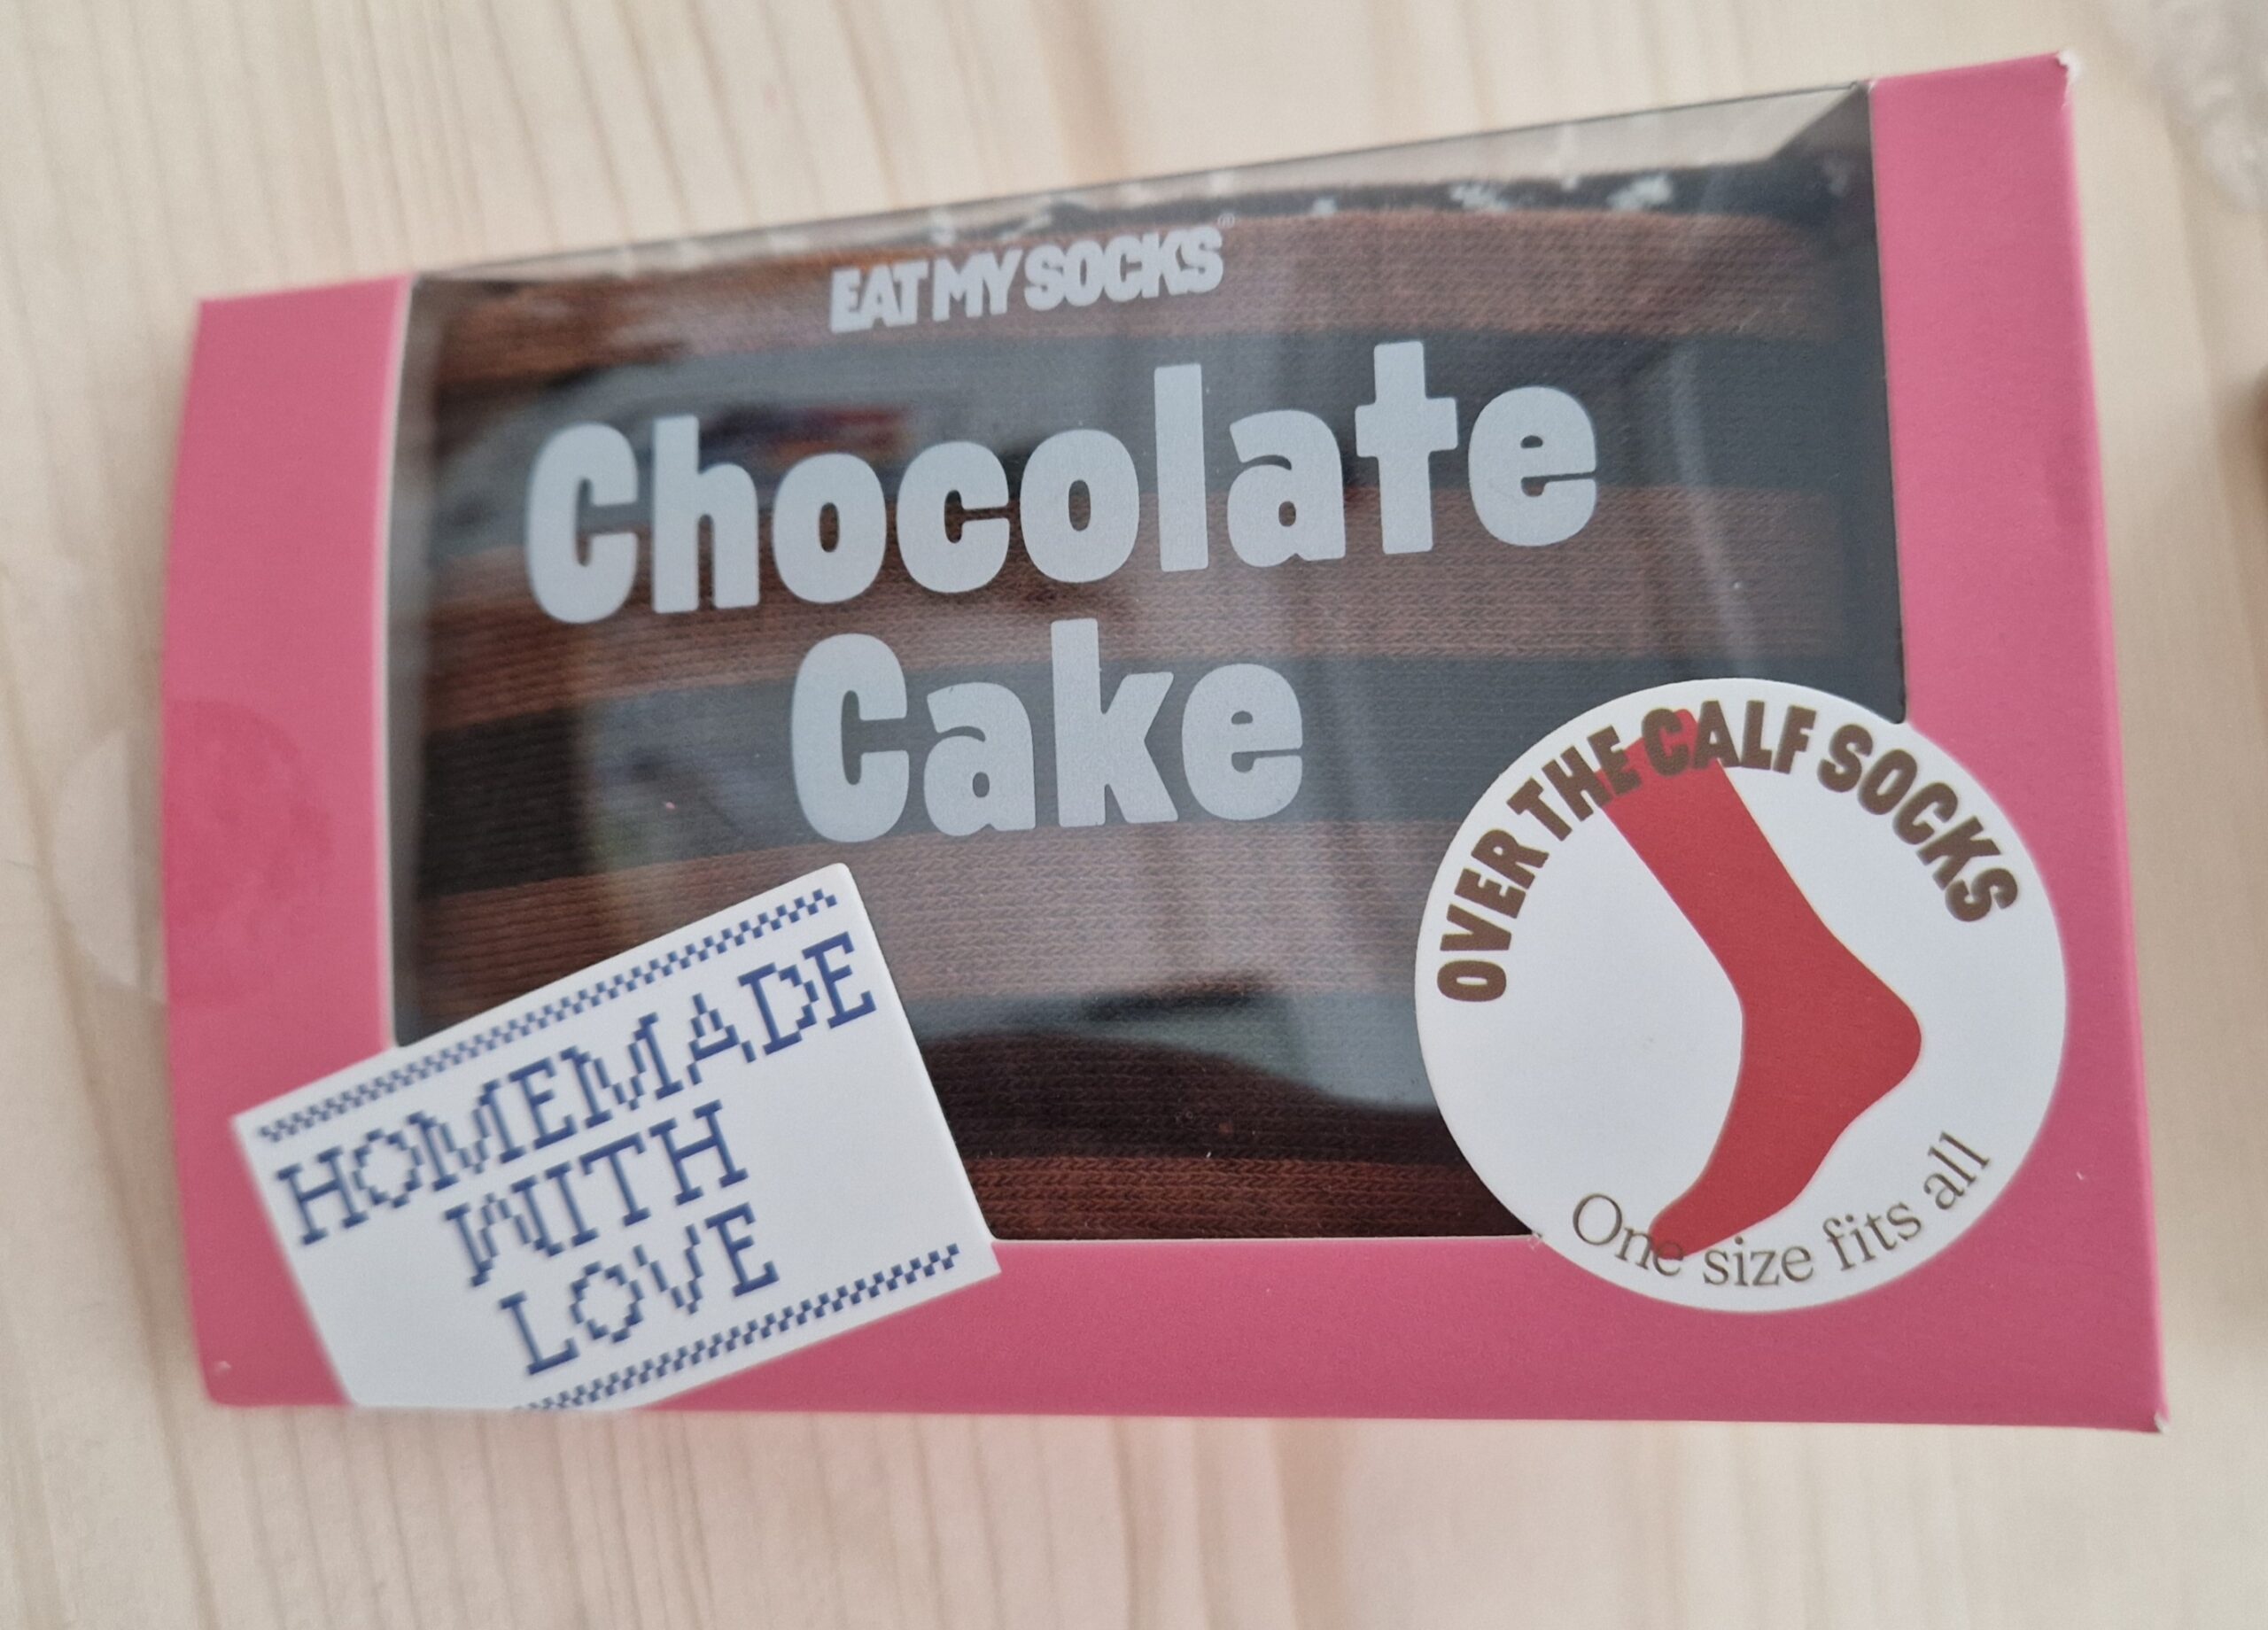 EAT MY SOCKS®
Chocolate
Cake
OVER THE CALF SOCKS
One size fits all
HOMEMADE
WITH
LOVE